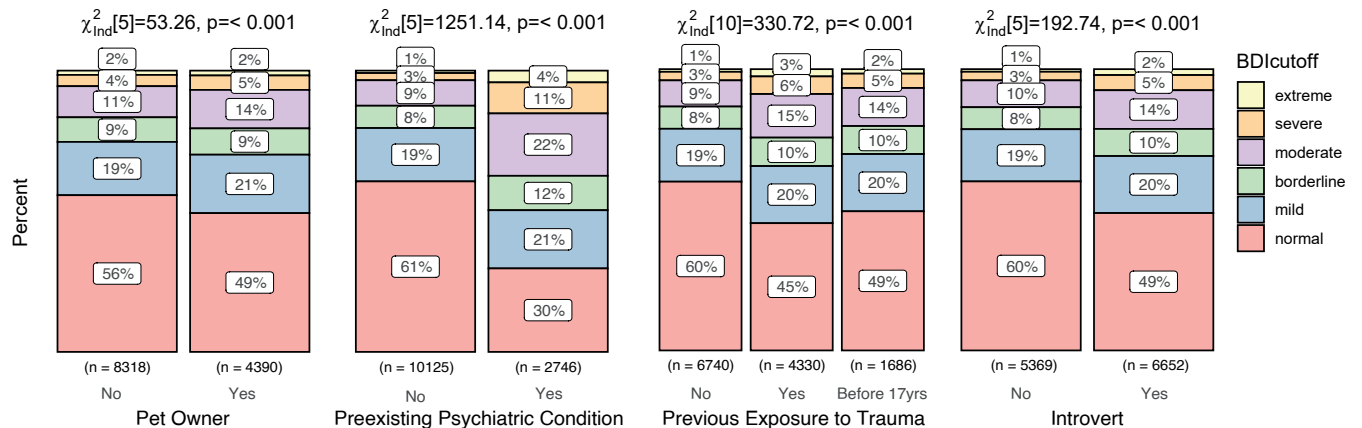 χ²Ind[5]=53.26, p=< 0.001
χ²Ind[5]=1251.14, p=< 0.001
χ²Ind[10]=330.72, p=< 0.001
χ²Ind[5]=192.74, p=< 0.001
Percent
2%
4%
11%
9%
19%
56%
2%
5%
14%
9%
21%
49%
(n = 8318)
(n = 4390)
No
Yes
Pet Owner
1%
3%
9%
8%
19%
61%
4%
11%
22%
12%
21%
30%
(n = 10125)
(n = 2746)
No
Yes
Preexisting Psychiatric Condition
1%
3%
9%
8%
19%
60%
3%
6%
15%
10%
20%
45%
2%
5%
14%
10%
20%
49%
(n = 6740)
(n = 4330)
(n = 1686)
No
Yes
Before 17yrs
Previous Exposure to Trauma
1%
3%
10%
8%
19%
60%
2%
5%
14%
10%
20%
49%
(n = 5369)
(n = 6652)
No
Yes
Introvert
BDIcutoff
extreme
severe
moderate
borderline
mild
normal